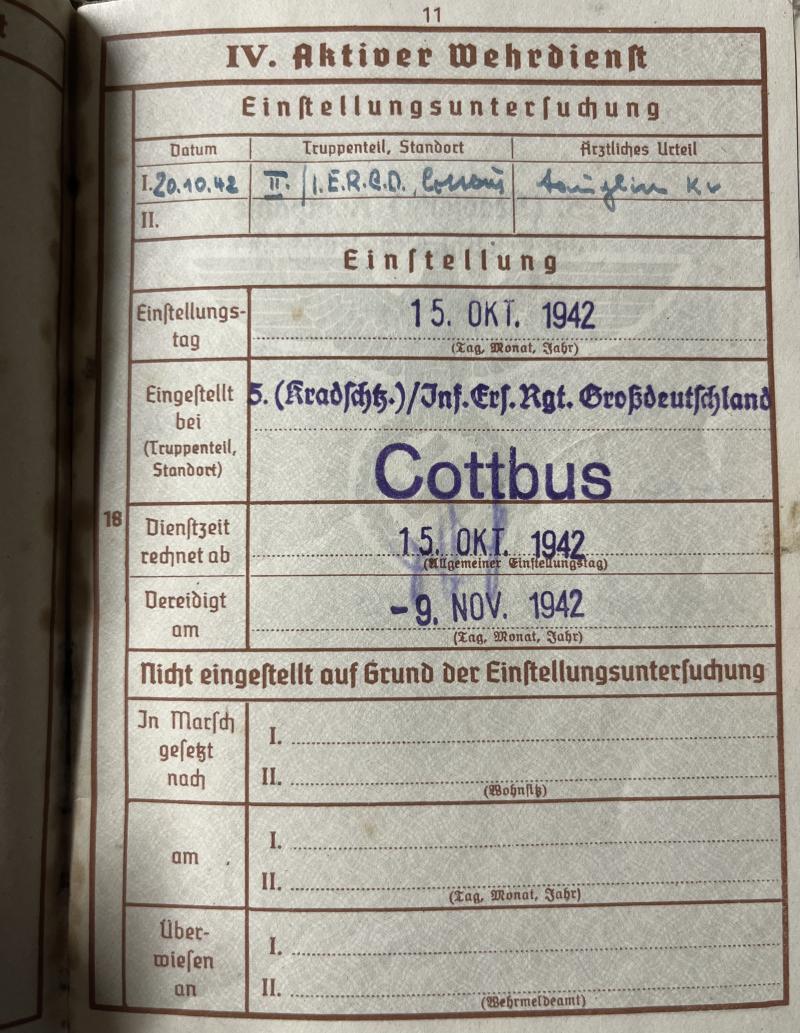 11
IV. Aktiver Wehrdienst
Einstellungsuntersuchung
Datum Truppenteil, Standort Ärztliches Urteil
I. 20.10.42 II./I.E.R.G.D., Cottbus tauglich Kv
II.
Einstellung
Einstellungs- 15. OKT. 1942
tag (Tag, Monat, Jahr)
Eingestellt 5. (Kradschtz.)/Inf. Ers. Rgt. Großdeutschland
bei
(Truppenteil, Cottbus
Standort)
18
Dienstzeit 15. OKT. 1942
rechnet ab (Allgemeiner Einstellungstag)
Vereidigt -9. NOV. 1942
am (Tag, Monat, Jahr)
Nicht eingestellt auf Grund der Einstellungsuntersuchung
In Marsch I.
gesetzt
nach II.
(Wohnsitz)
I.
am
II.
(Tag, Monat, Jahr)
Über- I.
wiesen
an II.
(Wehrmeldeamt)